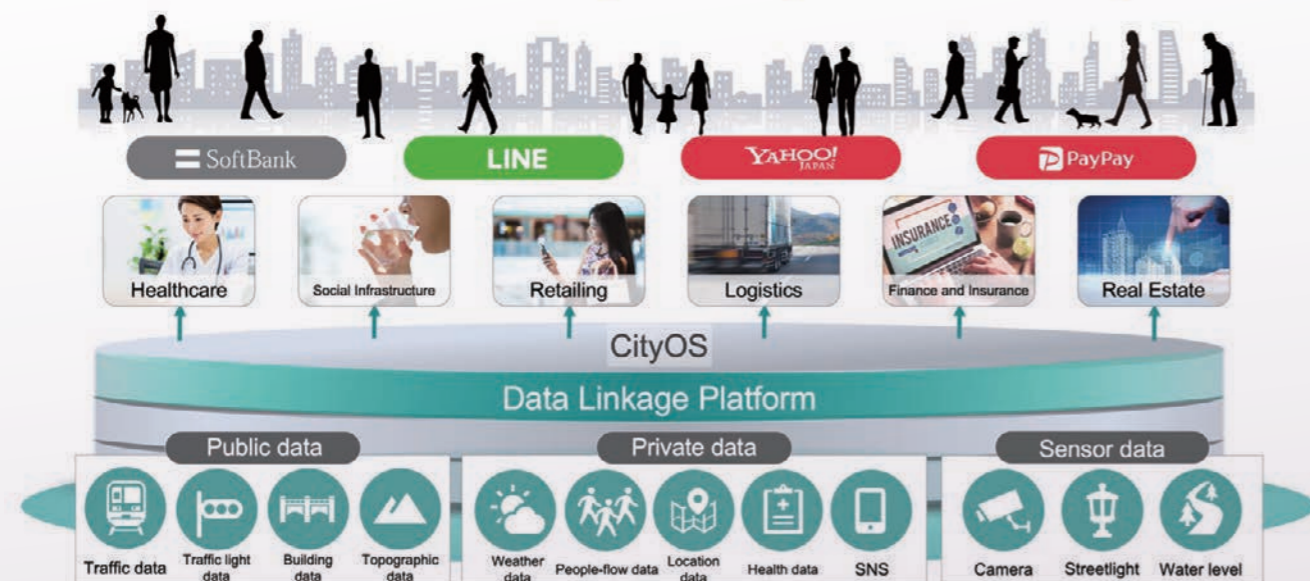 SoftBank
LINE
YAHOO!
JAPAN
PayPay
INSURANCE
Healthcare
Social Infrastructure
Retailing
Logistics
Finance and Insurance
Real Estate
CityOS
Data Linkage Platform
Public data
Private data
Sensor data
Traffic data
Traffic light
data
Building
data
Topographic
data
Weather
data
People-flow data
Location
data
Health data
SNS
Camera
Streetlight
Water level